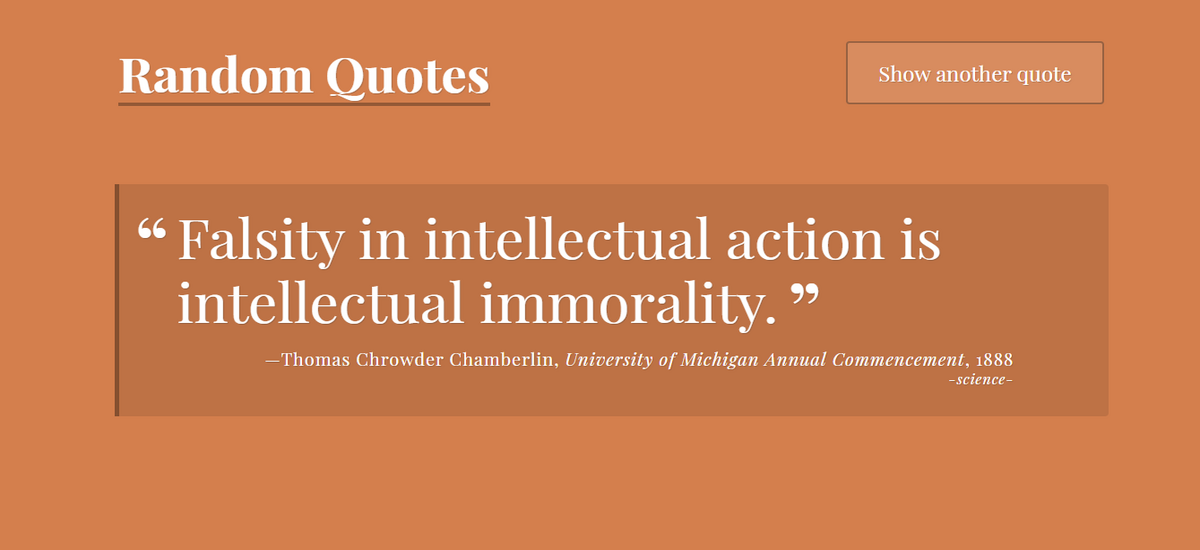 Random Quotes
Show another quote
“ Falsity in intellectual action is
intellectual immorality. ”
—Thomas Chrowder Chamberlin, University of Michigan Annual Commencement, 1888
-science-